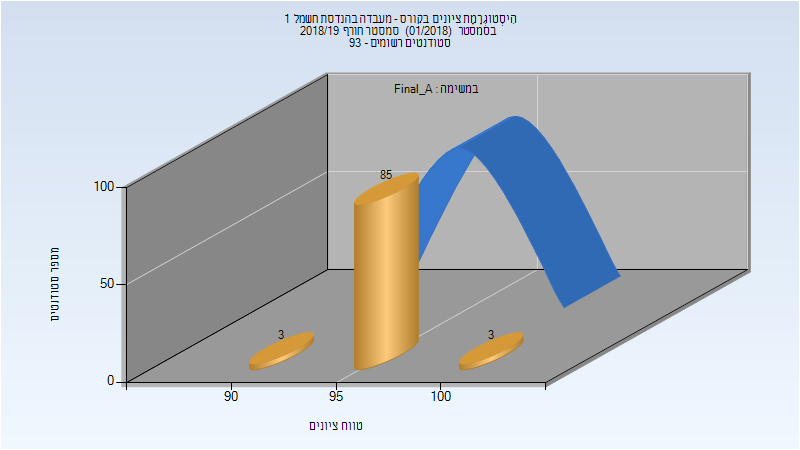 היסטוגרמת ציונים בקורס - מעבדה בהנדסת חשמל 1
בסמסטר (01/2018) סמסטר חורף 2018/19
סטודנטים רשומים - 93
במשימה : Final_A
מספר סטודנטים
100
50
0
85
3
3
90
95
100
טווח ציונים